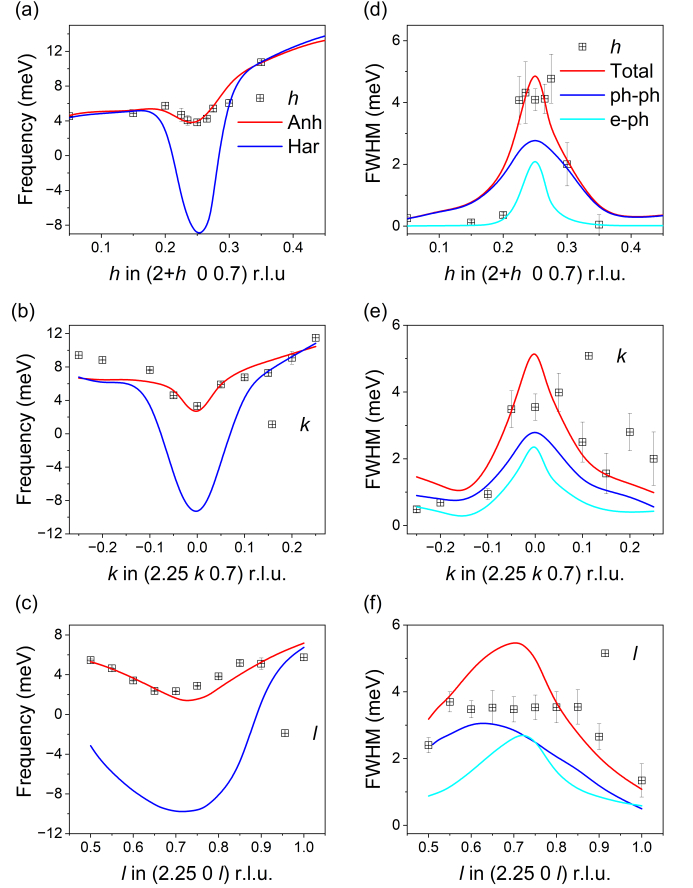 (a)
Frequency (meV)
12
8
4
0
−4
−8
h
Anh
Har
0.1 0.2 0.3 0.4
h in (2+h 0 0.7) r.l.u
(d)
FWHM (meV)
6
4
2
0
h
Total
ph-ph
e-ph
0.1 0.2 0.3 0.4
h in (2+h 0 0.7) r.l.u.
(b)
Frequency (meV)
12
8
4
0
−4
−8
−12
k
−0.2 −0.1 0.0 0.1 0.2
k in (2.25 k 0.7) r.l.u.
(e)
FWHM (meV)
6
4
2
0
k
−0.2 −0.1 0.0 0.1 0.2
k in (2.25 k 0.7) r.l.u.
(c)
Frequency (meV)
8
4
0
−4
−8
−12
l
0.5 0.6 0.7 0.8 0.9 1.0
l in (2.25 0 l) r.l.u.
(f)
FWHM (meV)
6
4
2
0
l
0.5 0.6 0.7 0.8 0.9 1.0
l in (2.25 0 l) r.l.u.